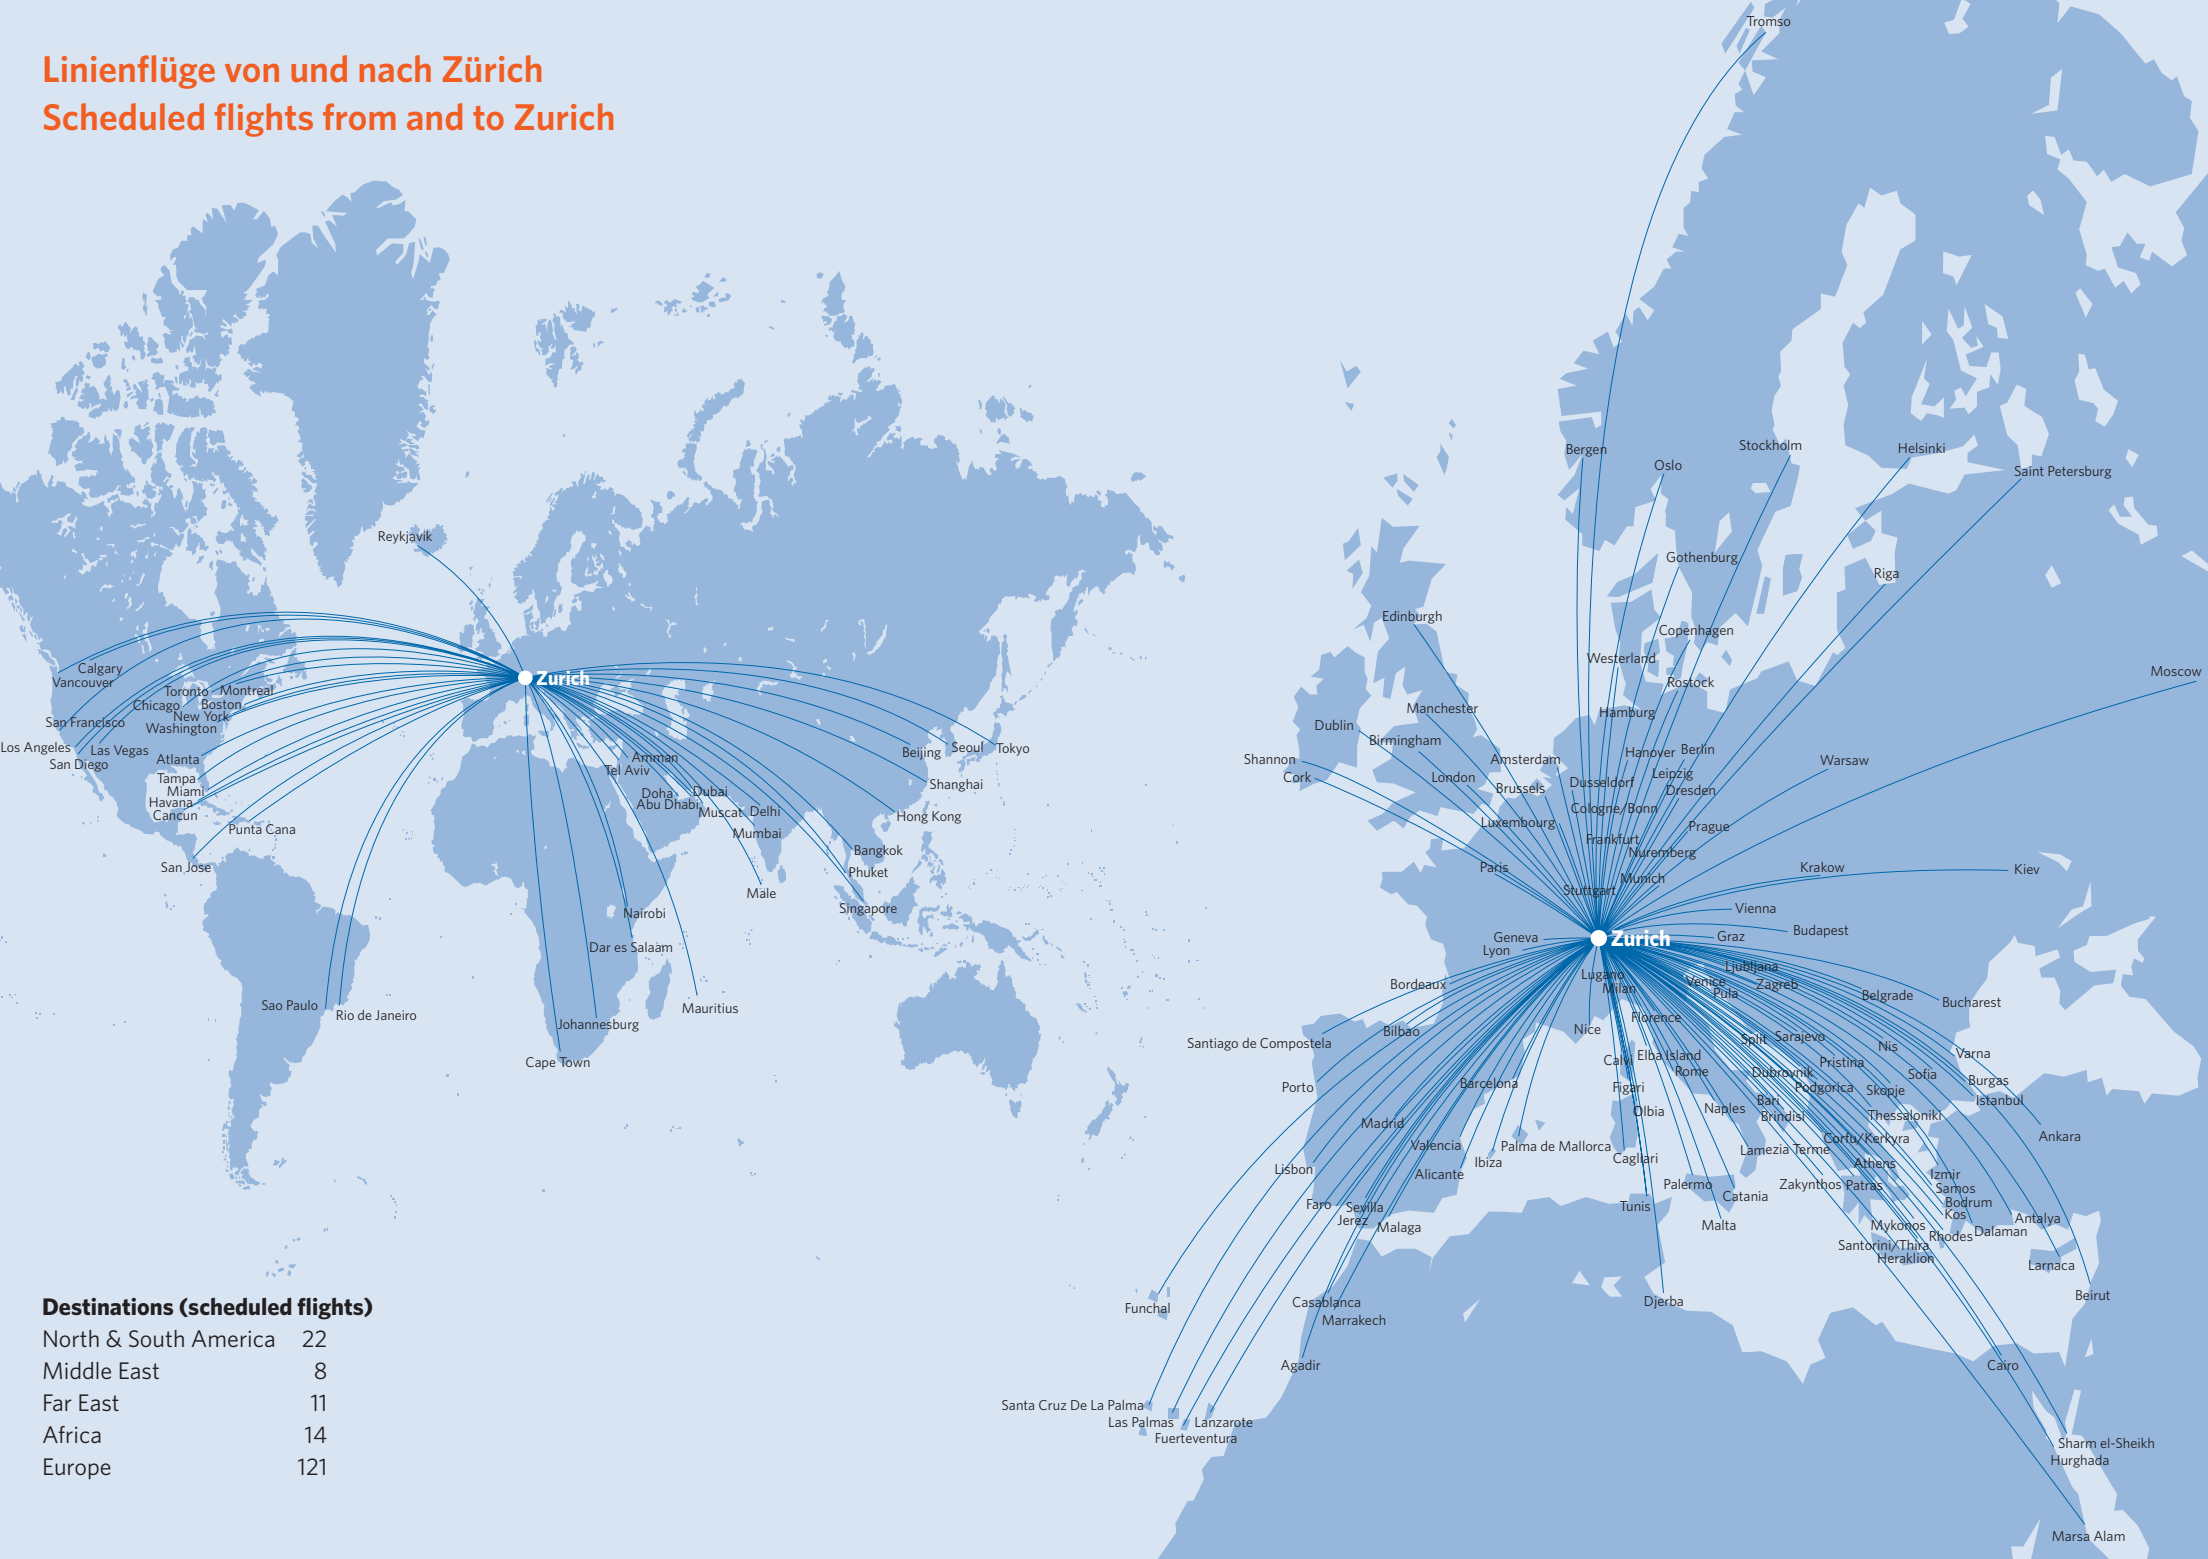 Linienflüge von und nach Zürich
Scheduled flights from and to Zurich
Reykjavik
Calgary
Vancouver
Toronto
Montreal
Chicago
Boston
New York
Washington
San Francisco
Los Angeles
Las Vegas
San Diego
Atlanta
Tampa
Miami
Havana
Cancun
Punta Cana
San Jose
Sao Paulo
Rio de Janeiro
Zurich
Amman
Tel Aviv
Doha
Dubai
Abu Dhabi
Muscat
Delhi
Mumbai
Male
Beijing
Seoul
Tokyo
Shanghai
Hong Kong
Bangkok
Phuket
Singapore
Nairobi
Dar es Salaam
Mauritius
Johannesburg
Cape Town
Tromso
Bergen
Oslo
Stockholm
Helsinki
Saint Petersburg
Gothenburg
Riga
Edinburgh
Copenhagen
Westerland
Moscow
Rostock
Manchester
Hamburg
Dublin
Birmingham
Hanover
Berlin
Shannon
Amsterdam
Warsaw
Cork
London
Leipzig
Dusseldorf
Brussels
Dresden
Cologne/Bonn
Luxembourg
Prague
Frankfurt
Nuremberg
Paris
Krakow
Kiev
Munich
Stuttgart
Vienna
Budapest
Geneva
Zurich
Graz
Lyon
Ljubljana
Lugano
Venice
Bordeaux
Milan
Zagreb
Pula
Belgrade
Bucharest
Florence
Nice
Bilbao
Santiago de Compostela
Split
Sarajevo
Nis
Varna
Calvi
Elba Island
Pristina
Rome
Dubrovnik
Sofia
Burgas
Porto
Barcelona
Figari
Podgorica
Skopje
Istanbul
Bari
Olbia
Naples
Brindisi
Thessaloniki
Madrid
Ankara
Corfu/Kerkyra
Valencia
Palma de Mallorca
Lamezia Terme
Ibiza
Cagliari
Athens
Lisbon
Alicante
Izmir
Palermo
Zakynthos
Patras
Samos
Catania
Faro
Sevilla
Tunis
Bodrum
Jerez
Kos
Malaga
Malta
Mykonos
Antalya
Rhodes
Dalaman
Santorini/Thira
Heraklion
Larnaca
Funchal
Casablanca
Djerba
Beirut
Marrakech
Agadir
Cairo
Santa Cruz De La Palma
Las Palmas
Lanzarote
Fuerteventura
Sharm el-Sheikh
Hurghada
Marsa Alam
Destinations (scheduled flights)
North & South America 22
Middle East 8
Far East 11
Africa 14
Europe 121